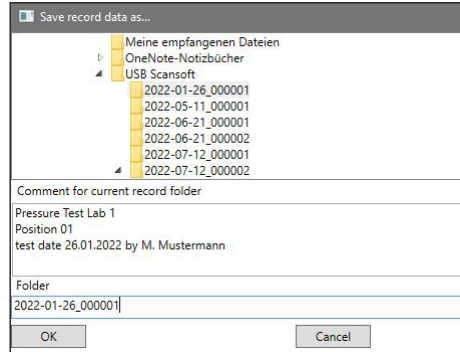 Save record data as...
Meine empfangenen Dateien
OneNote-Notizbücher
USB Scansoft
2022-01-26_000001
2022-05-11_000001
2022-06-21_000001
2022-06-21_000002
2022-07-12_000001
2022-07-12_000002
Comment for current record folder
Pressure Test Lab 1
Position 01
test date 26.01.2022 by M. Mustermann
Folder
2022-01-26_000001
OK Cancel